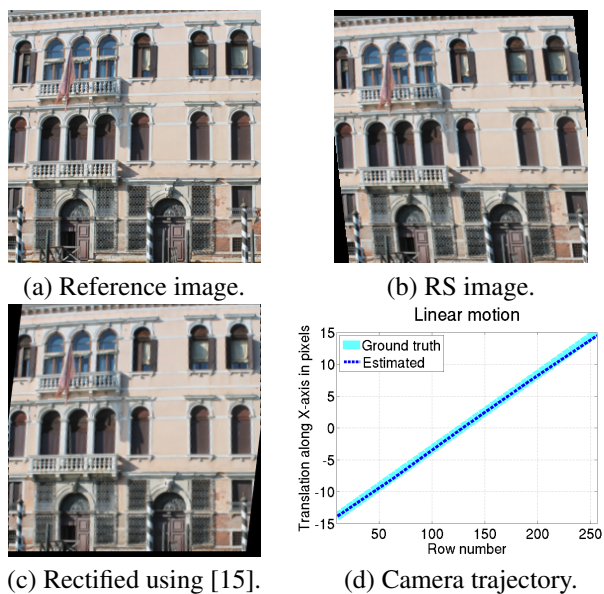 (a) Reference image.
(b) RS image.
(c) Rectified using [15].
Linear motion
Translation along X-axis in pixels
15
10
5
0
-5
-10
-15
Ground truth
Estimated
50
100
150
200
250
Row number
(d) Camera trajectory.